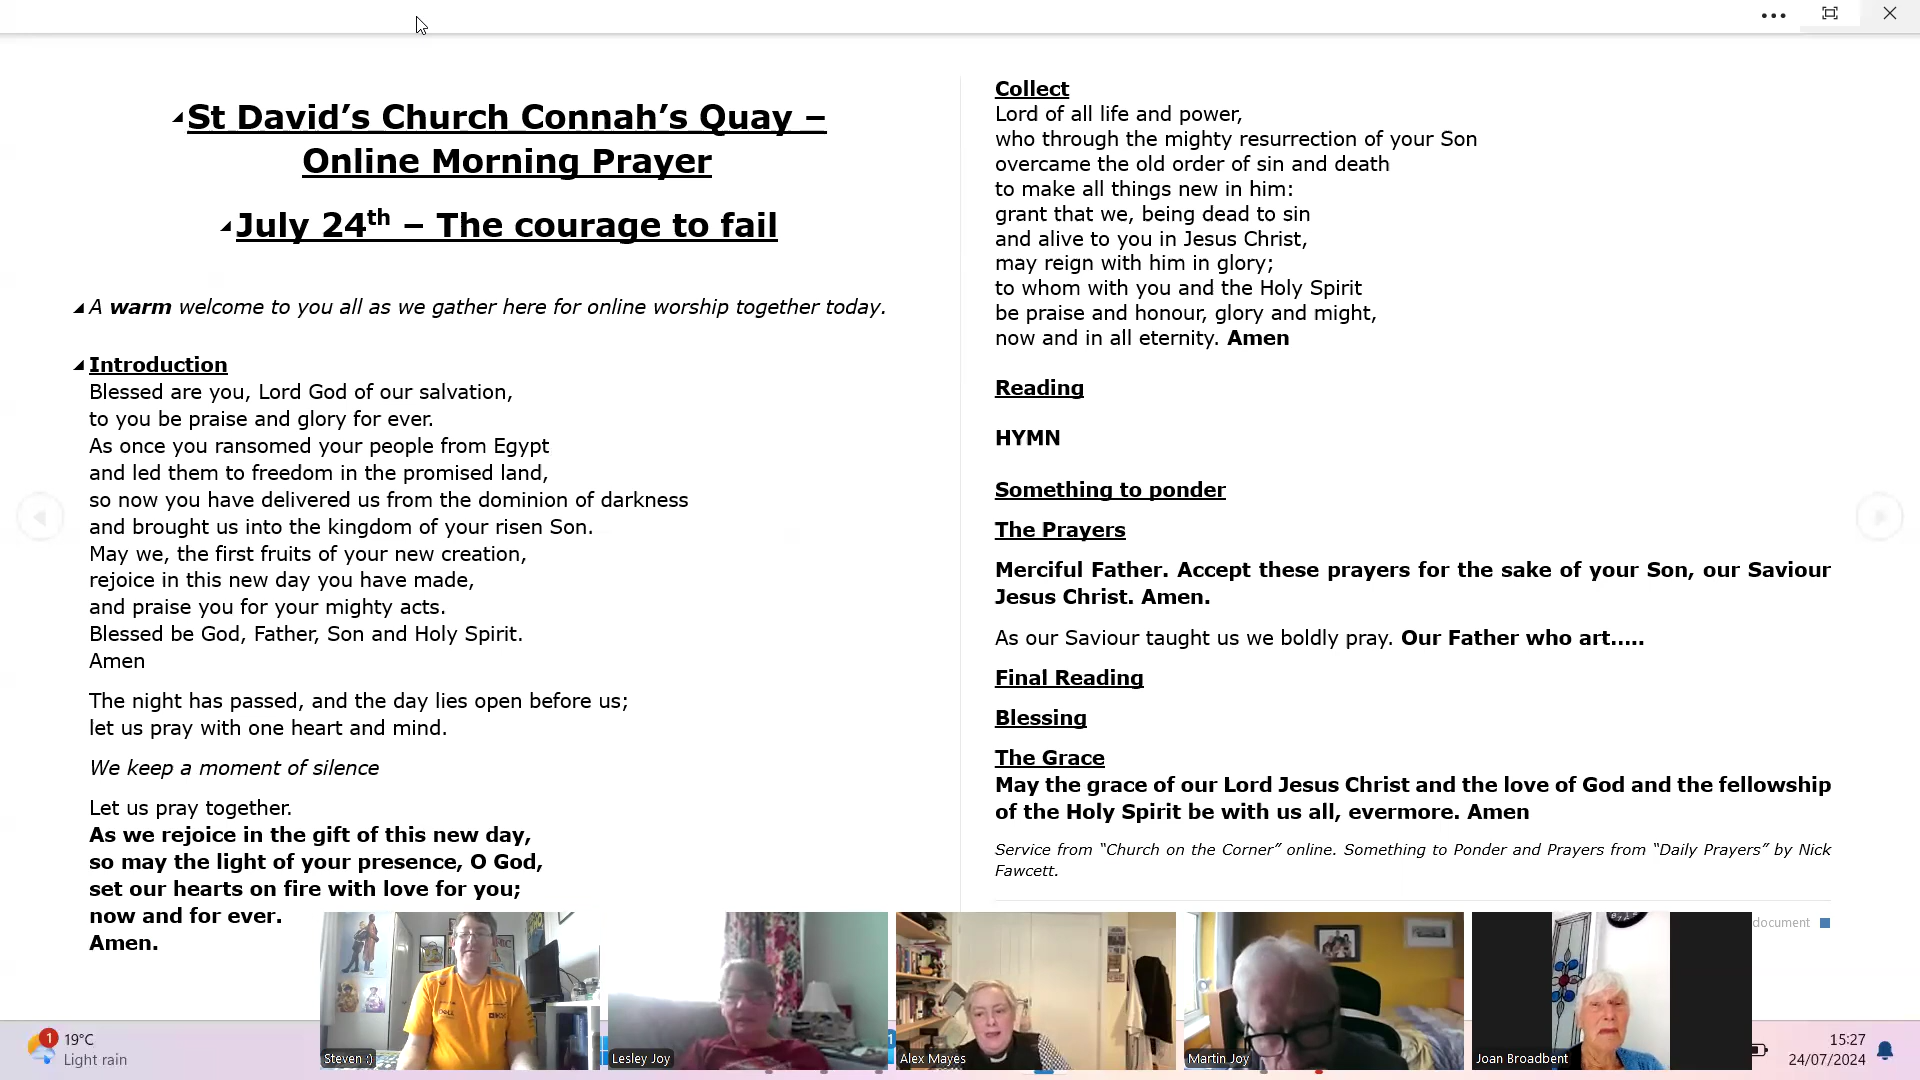 St David’s Church Connah’s Quay –
Online Morning Prayer
July 24th – The courage to fail
A warm welcome to you all as we gather here for online worship together today.
Introduction
Blessed are you, Lord God of our salvation,
to you be praise and glory for ever.
As once you ransomed your people from Egypt
and led them to freedom in the promised land,
so now you have delivered us from the dominion of darkness
and brought us into the kingdom of your risen Son.
May we, the first fruits of your new creation,
rejoice in this new day you have made,
and praise you for your mighty acts.
Blessed be God, Father, Son and Holy Spirit.
Amen
The night has passed, and the day lies open before us;
let us pray with one heart and mind.
We keep a moment of silence
Let us pray together.
As we rejoice in the gift of this new day,
so may the light of your presence, O God,
set our hearts on fire with love for you;
now and for ever.
Amen.
Collect
Lord of all life and power,
who through the mighty resurrection of your Son
overcame the old order of sin and death
to make all things new in him:
grant that we, being dead to sin
and alive to you in Jesus Christ,
may reign with him in glory;
to whom with you and the Holy Spirit
be praise and honour, glory and might,
now and in all eternity. Amen
Reading
HYMN
Something to ponder
The Prayers
Merciful Father. Accept these prayers for the sake of your Son, our Saviour
Jesus Christ. Amen.
As our Saviour taught us we boldly pray. Our Father who art.....
Final Reading
Blessing
The Grace
May the grace of our Lord Jesus Christ and the love of God and the fellowship
of the Holy Spirit be with us all, evermore. Amen
Service from “Church on the Corner” online. Something to Ponder and Prayers from “Daily Prayers” by Nick
Fawcett.
document
Steven :)
Lesley Joy
Alex Mayes
Martin Joy
Joan Broadbent
1
19°C
Light rain
1
15:27
24/07/2024